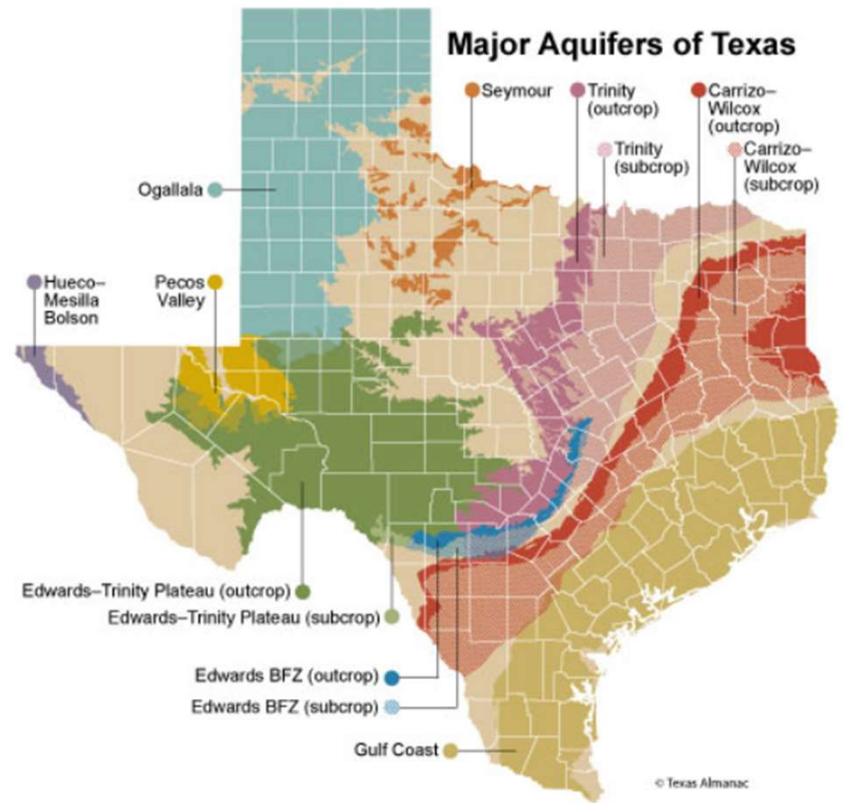 Major Aquifers of Texas
Seymour
Trinity
(outcrop)
Carrizo–
Wilcox
(outcrop)
Trinity
(subcrop)
Carrizo–
Wilcox
(subcrop)
Ogallala
Hueco–
Mesilla
Bolson
Pecos
Valley
Edwards–Trinity Plateau (outcrop)
Edwards–Trinity Plateau (subcrop)
Edwards BFZ (outcrop)
Edwards BFZ (subcrop)
Gulf Coast
© Texas Almanac